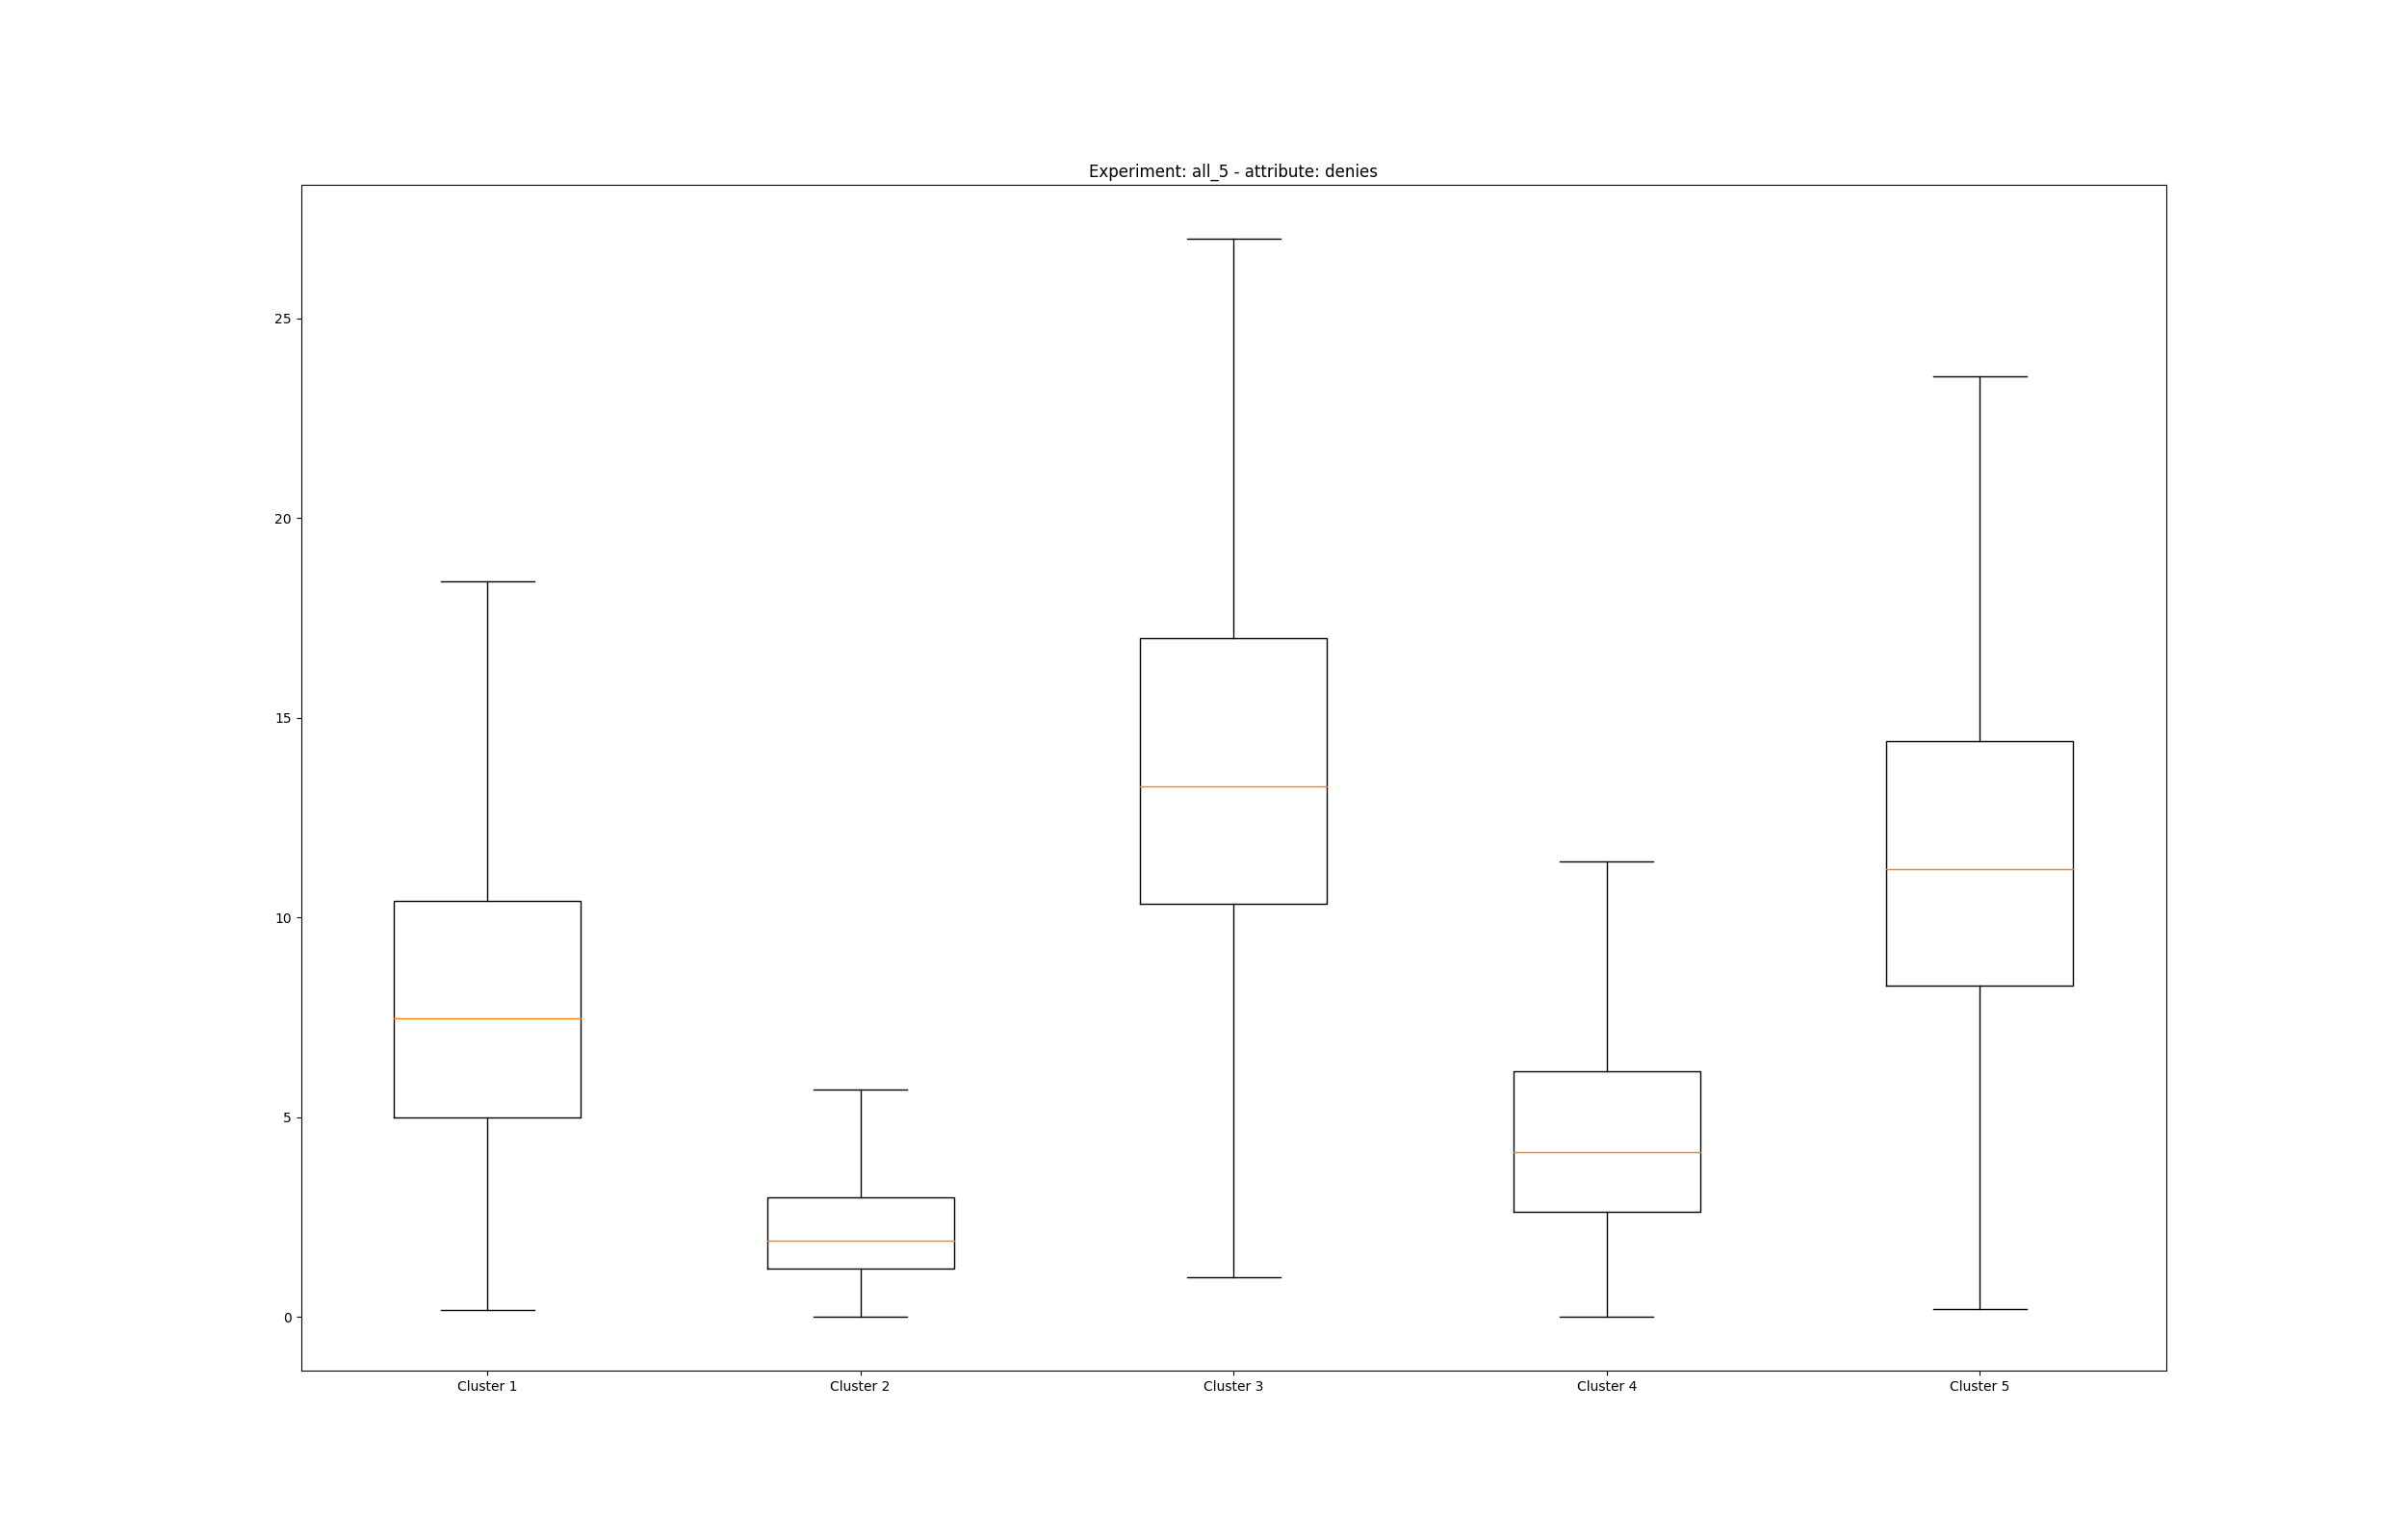 Experiment: all_5 - attribute: denies
25
20
15
10
5
0
Cluster 1
Cluster 2
Cluster 3
Cluster 4
Cluster 5